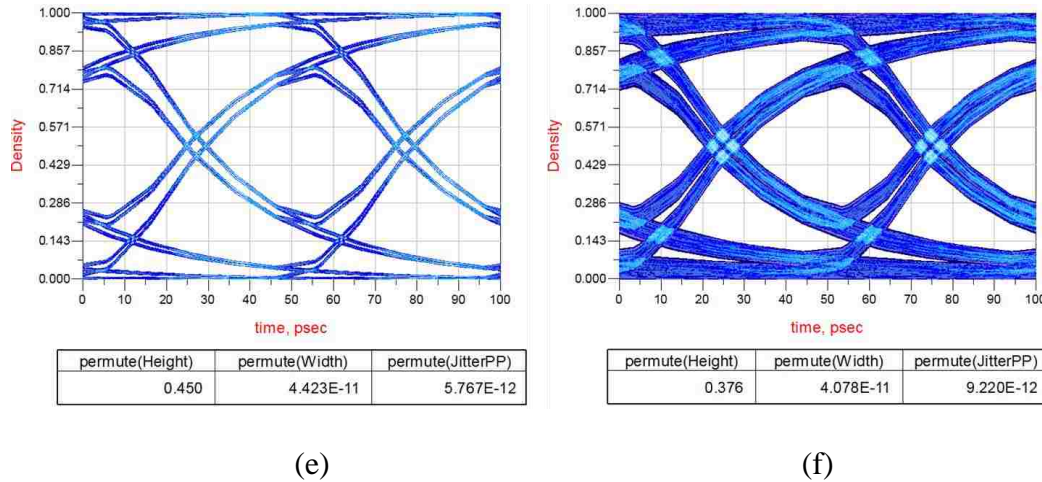 1.000
0.857
0.714
0.571
0.429
0.286
0.143
0.000
Density
0 10 20 30 40 50 60 70 80 90 100
time, psec
permute(Height) permute(Width) permute(JitterPP)
0.450 4.423E-11 5.767E-12
(e)
1.000
0.857
0.714
0.571
0.429
0.286
0.143
0.000
Density
0 10 20 30 40 50 60 70 80 90 100
time, psec
permute(Height) permute(Width) permute(JitterPP)
0.376 4.078E-11 9.220E-12
(f)